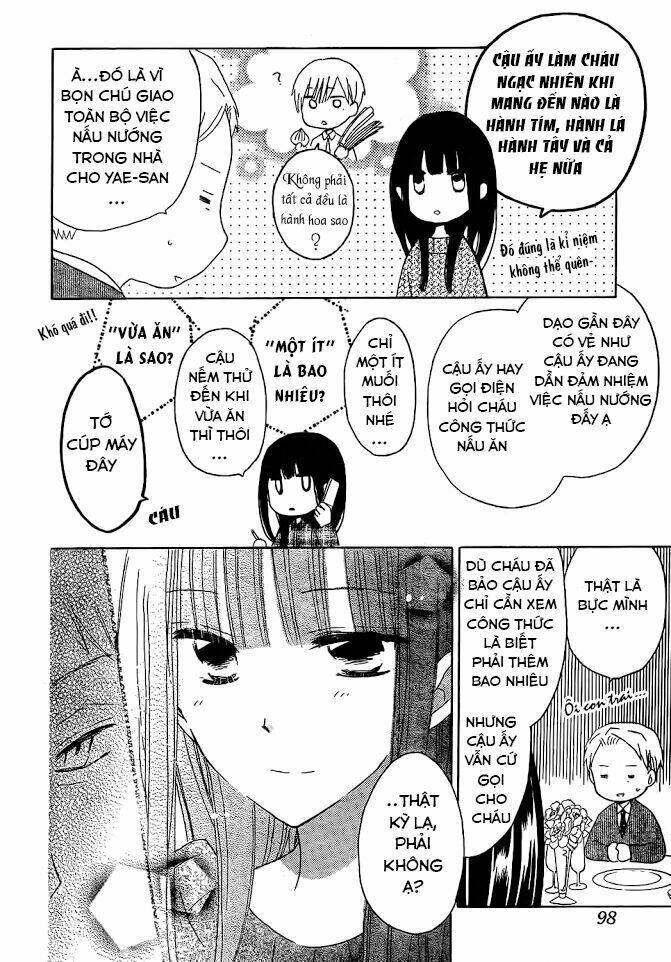 CẬU ẤY LÀM CHÁU
NGẠC NHIÊN KHI
MANG ĐẾN NÀO LÀ
HÀNH TÍM, HÀNH LÁ
HÀNH TÂY VÀ CẢ
HẸ NỮA
?
Không phải
tất cả đều là
hành hoa sao
?
Đó đúng là kỉ niệm
không thể quên-
À...ĐÓ LÀ VÌ
BỌN CHÚ GIAO
TOÀN BỘ VIỆC
NẤU NƯỚNG
TRONG NHÀ
CHO YAE-SAN
...
DẠO GẦN ĐÂY
CÓ VẺ NHƯ
CẬU ẤY ĐANG
DẦN ĐẢM NHIỆM
VIỆC NẤU NƯỚNG
ĐẤY Ạ
CẬU ẤY HAY
GỌI ĐIỆN
HỎI CHÁU
CÔNG THỨC
NẤU ĂN
CHỈ
MỘT ÍT
MUỐI
THÔI
NHÉ
...
"MỘT ÍT"
LÀ BAO
NHIÊU?
CẬU
NẾM THỬ
ĐẾN KHI
VỪA ĂN
THÌ THÔI
...
"VỪA ĂN"
LÀ SAO?
Khó quá đi!!
TỚ
CÚP MÁY
ĐÂY
CÁU
THẬT LÀ
BỰC MÌNH
...
Ôi con trai...
DÙ CHÁU ĐÃ
BẢO CẬU ẤY
CHỈ CẦN XEM
CÔNG THỨC
LÀ BIẾT
PHẢI THÊM
BAO NHIÊU
NHƯNG
CẬU ẤY
VẪN CỨ
GỌI
CHO
CHÁU
..THẬT
KỲ LẠ,
PHẢI
KHÔNG
Ạ?
98